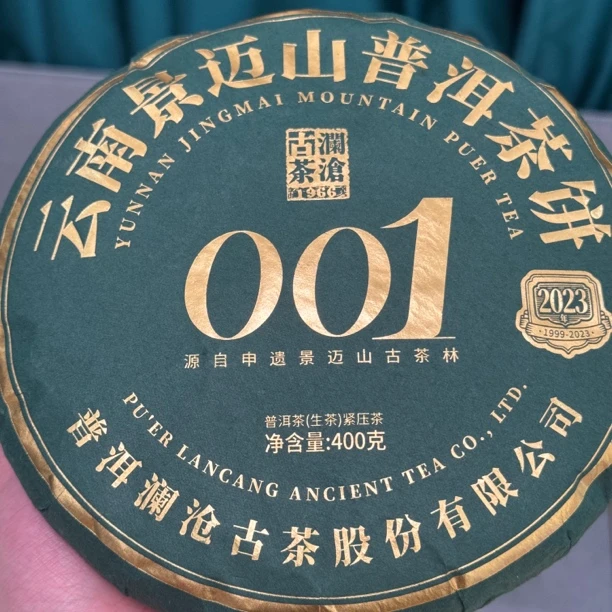 云南景迈山普洱茶饼
YUNNAN JINGMAI MOUNTAIN PUER TEA
古茶
澜沧
1966
001
2023
年
·1999-2023·
源自申遗景迈山古茶林
普洱茶(生茶)紧压茶
净含量:400克
PU'ER LANCANG ANCIENT TEA CO., LTD.
普洱澜沧古茶股份有限公司